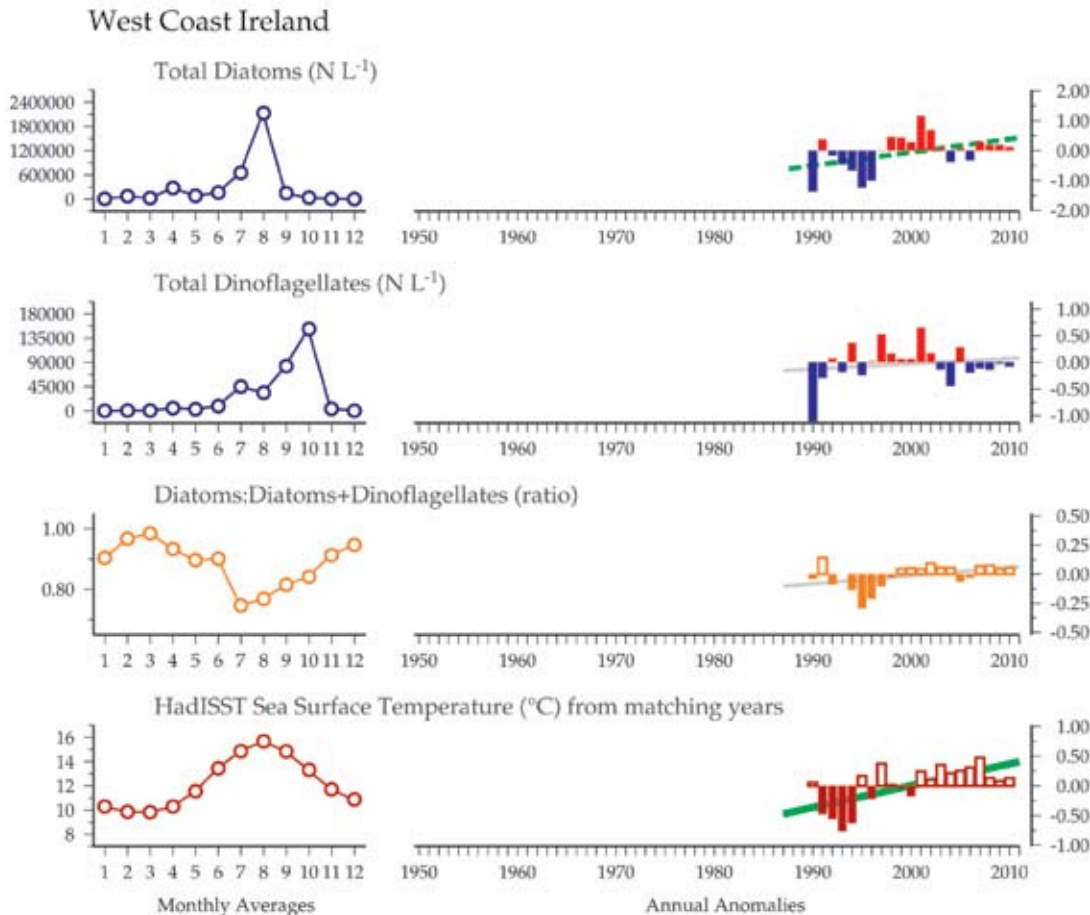 West Coast Ireland
Total Diatoms (N L⁻¹)
2400000
1800000
1200000
600000
0
1 2 3 4 5 6 7 8 9 10 11 12
1950 1960 1970 1980 1990 2000 2010
2.00
1.00
0.00
-1.00
-2.00
Total Dinoflagellates (N L⁻¹)
180000
135000
90000
45000
0
1 2 3 4 5 6 7 8 9 10 11 12
1950 1960 1970 1980 1990 2000 2010
1.00
0.50
0.00
-0.50
-1.00
Diatoms:Diatoms+Dinoflagellates (ratio)
1.00
0.80
1 2 3 4 5 6 7 8 9 10 11 12
1950 1960 1970 1980 1990 2000 2010
0.50
0.25
0.00
-0.25
-0.50
HadISST Sea Surface Temperature (°C) from matching years
16
14
12
10
8
1 2 3 4 5 6 7 8 9 10 11 12
1950 1960 1970 1980 1990 2000 2010
1.00
0.50
0.00
-0.50
-1.00
Monthly Averages
Annual Anomalies